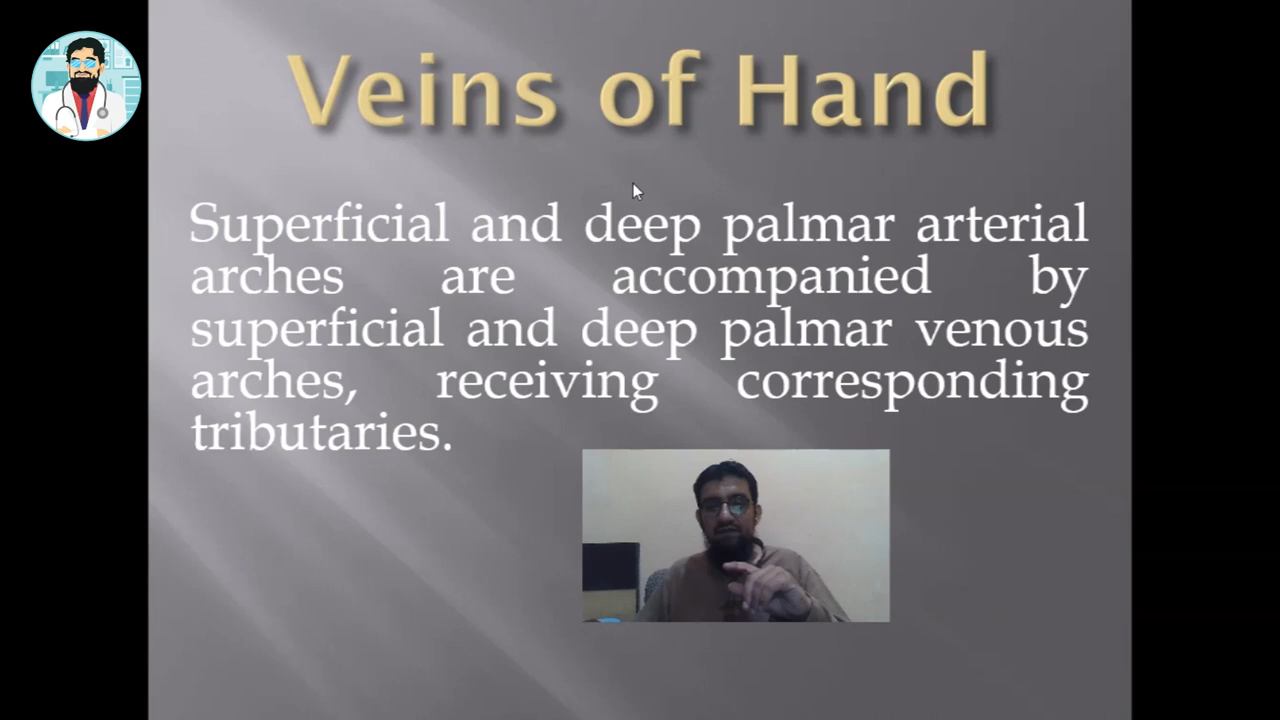 Veins of Hand
Superficial and deep palmar arterial
arches are accompanied by
superficial and deep palmar venous
arches, receiving corresponding
tributaries.